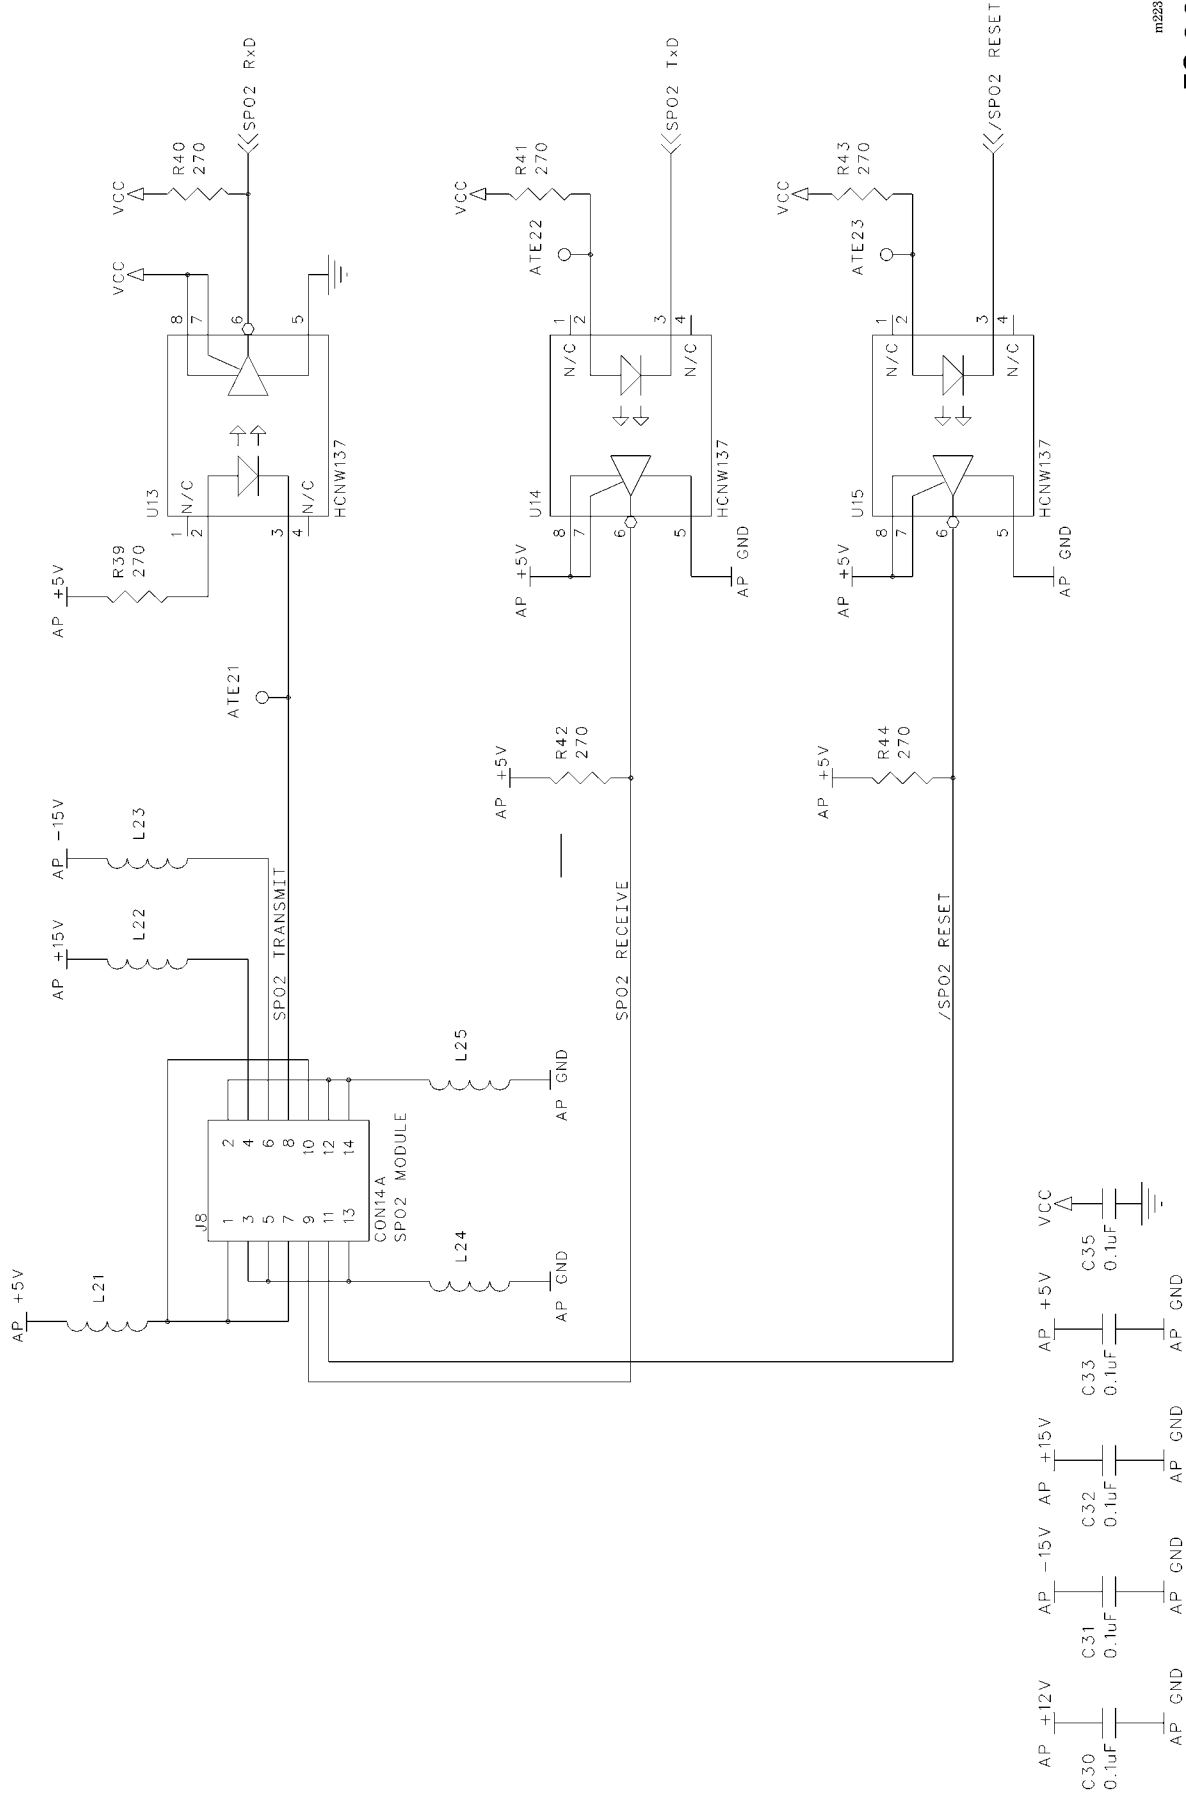 AP +5V
L21
J8
1
3
5
7
9
11
13
2
4
6
8
10
12
14
CON14A
SPO2 MODULE
L24
AP GND
L25
AP GND
AP +15V
L22
AP -15V
L23
SPO2 TRANSMIT
ATE21
AP +5V
R39
270
U13
1
2
3
4
N/C
N/C
HCNW137
8
7
6
5
VCC
VCC
R40
270
SPO2 RxD
SPO2 RECEIVE
AP +5V
R42
270
AP +5V
U14
8
7
6
5
AP GND
HCNW137
N/C
N/C
1
2
3
4
ATE22
VCC
R41
270
SPO2 TxD
/SPO2 RESET
AP +5V
R44
270
AP +5V
U15
8
7
6
5
AP GND
HCNW137
N/C
N/C
1
2
3
4
ATE23
VCC
R43
270
/SPO2 RESET
AP +12V
C30
0.1uF
AP GND
AP -15V
C31
0.1uF
AP GND
AP +15V
C32
0.1uF
AP GND
AP +5V
C33
0.1uF
AP GND
VCC
C35
0.1uF
m223